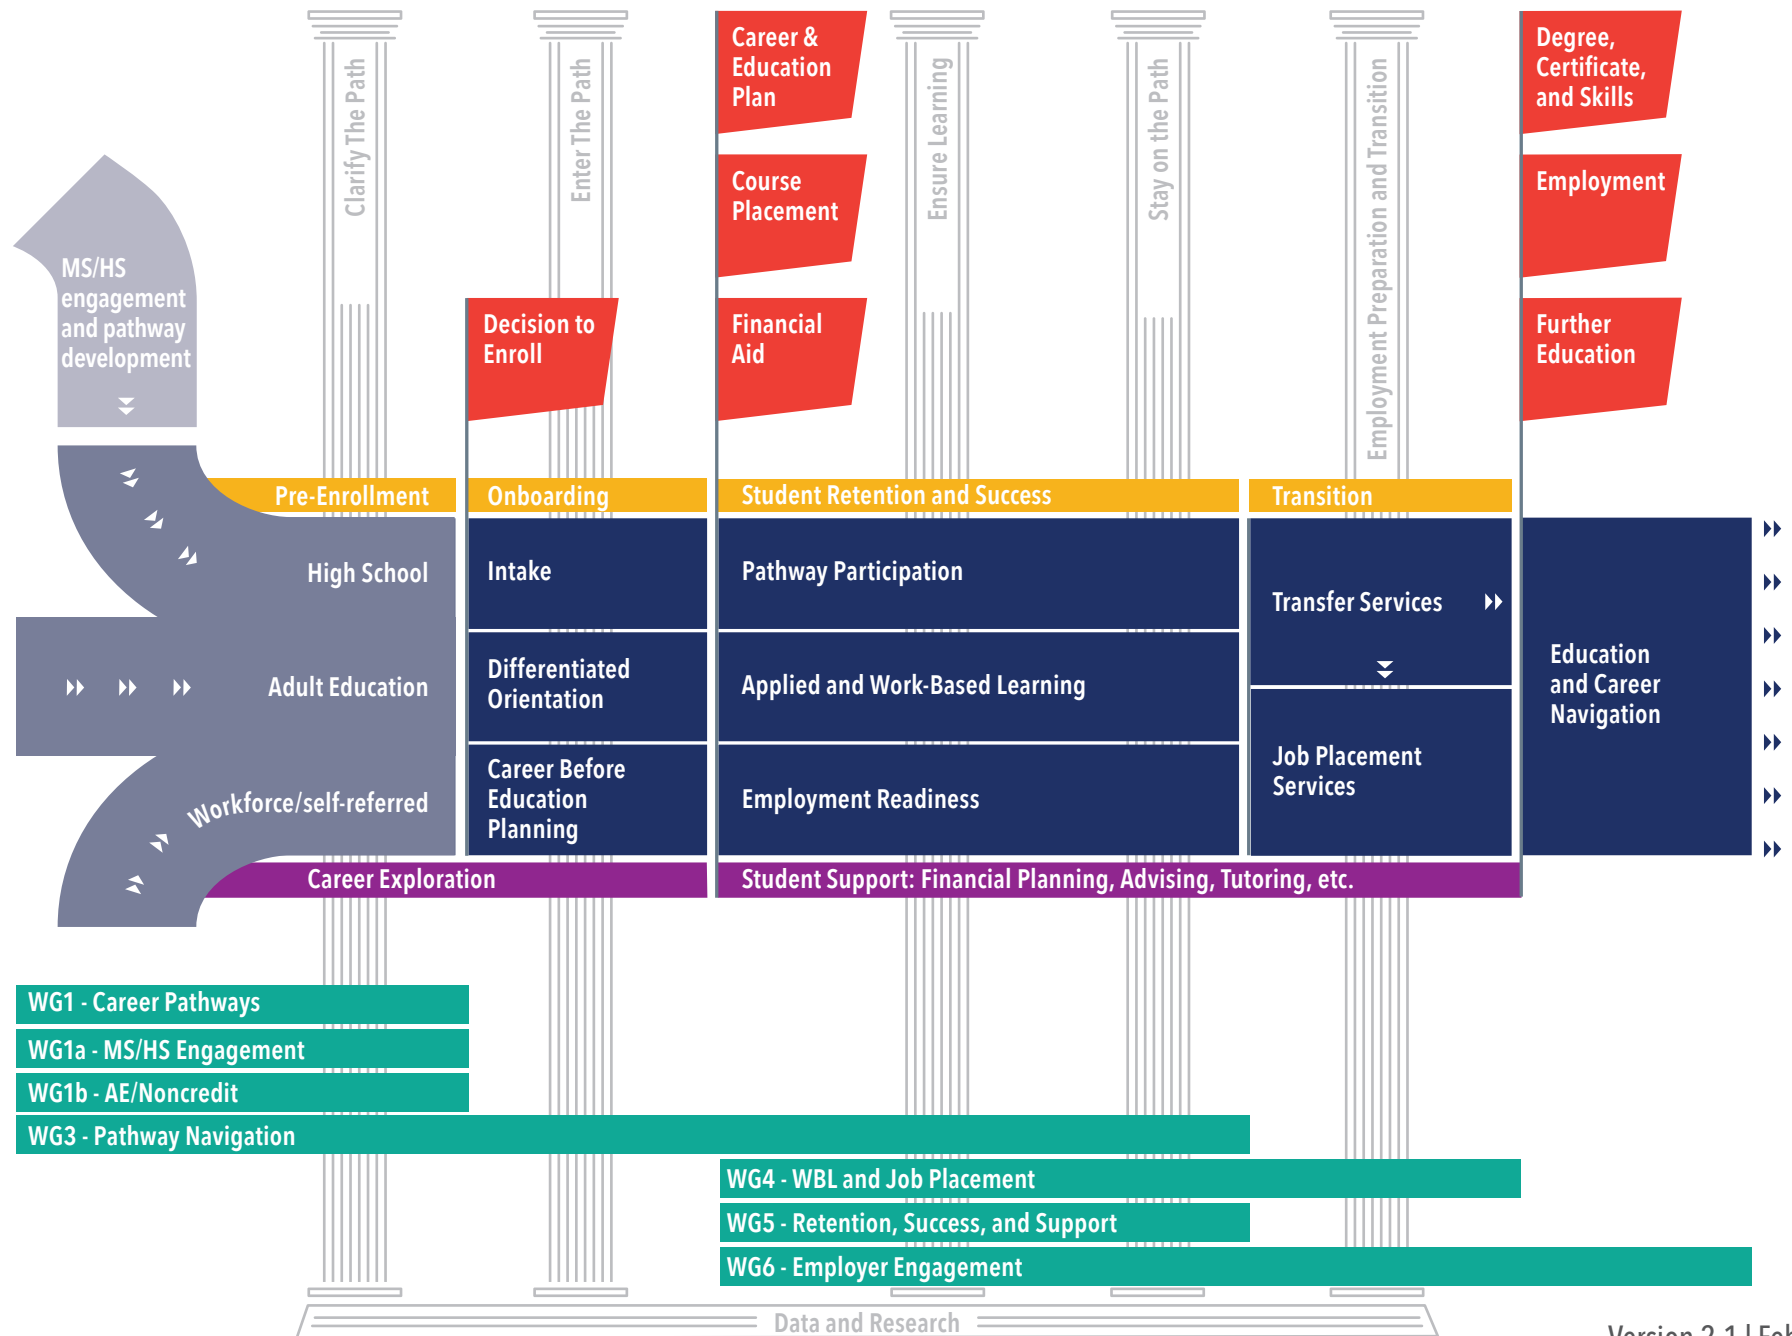 Clarify The Path
Enter The Path
Career &
Education
Plan
Ensure Learning
Stay on the Path
Employment Preparation and Transition
Degree,
Certificate,
and Skills
Course
Placement
Employment
MS/HS
engagement
and pathway
development
Decision to
Enroll
Financial
Aid
Further
Education
Pre-Enrollment
Onboarding
Student Retention and Success
Transition
High School
Intake
Pathway Participation
Transfer Services
Adult Education
Differentiated
Orientation
Applied and Work-Based Learning
Education
and Career
Navigation
Workforce/self-referred
Career Before
Education
Planning
Employment Readiness
Job Placement
Services
Career Exploration
Student Support: Financial Planning, Advising, Tutoring, etc.
WG1 - Career Pathways
WG1a - MS/HS Engagement
WG1b - AE/Noncredit
WG3 - Pathway Navigation
WG4 - WBL and Job Placement
WG5 - Retention, Success, and Support
WG6 - Employer Engagement
Data and Research
Version 2.1 |